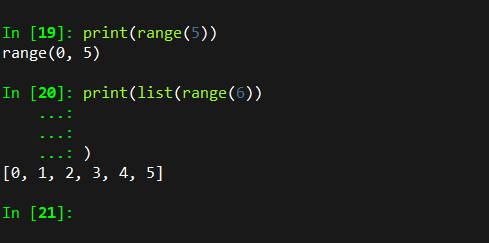 In [19]: print(range(5))
range(0, 5)
In [20]: print(list(range(6))
...:
...:
...: )
[0, 1, 2, 3, 4, 5]
In [21]: